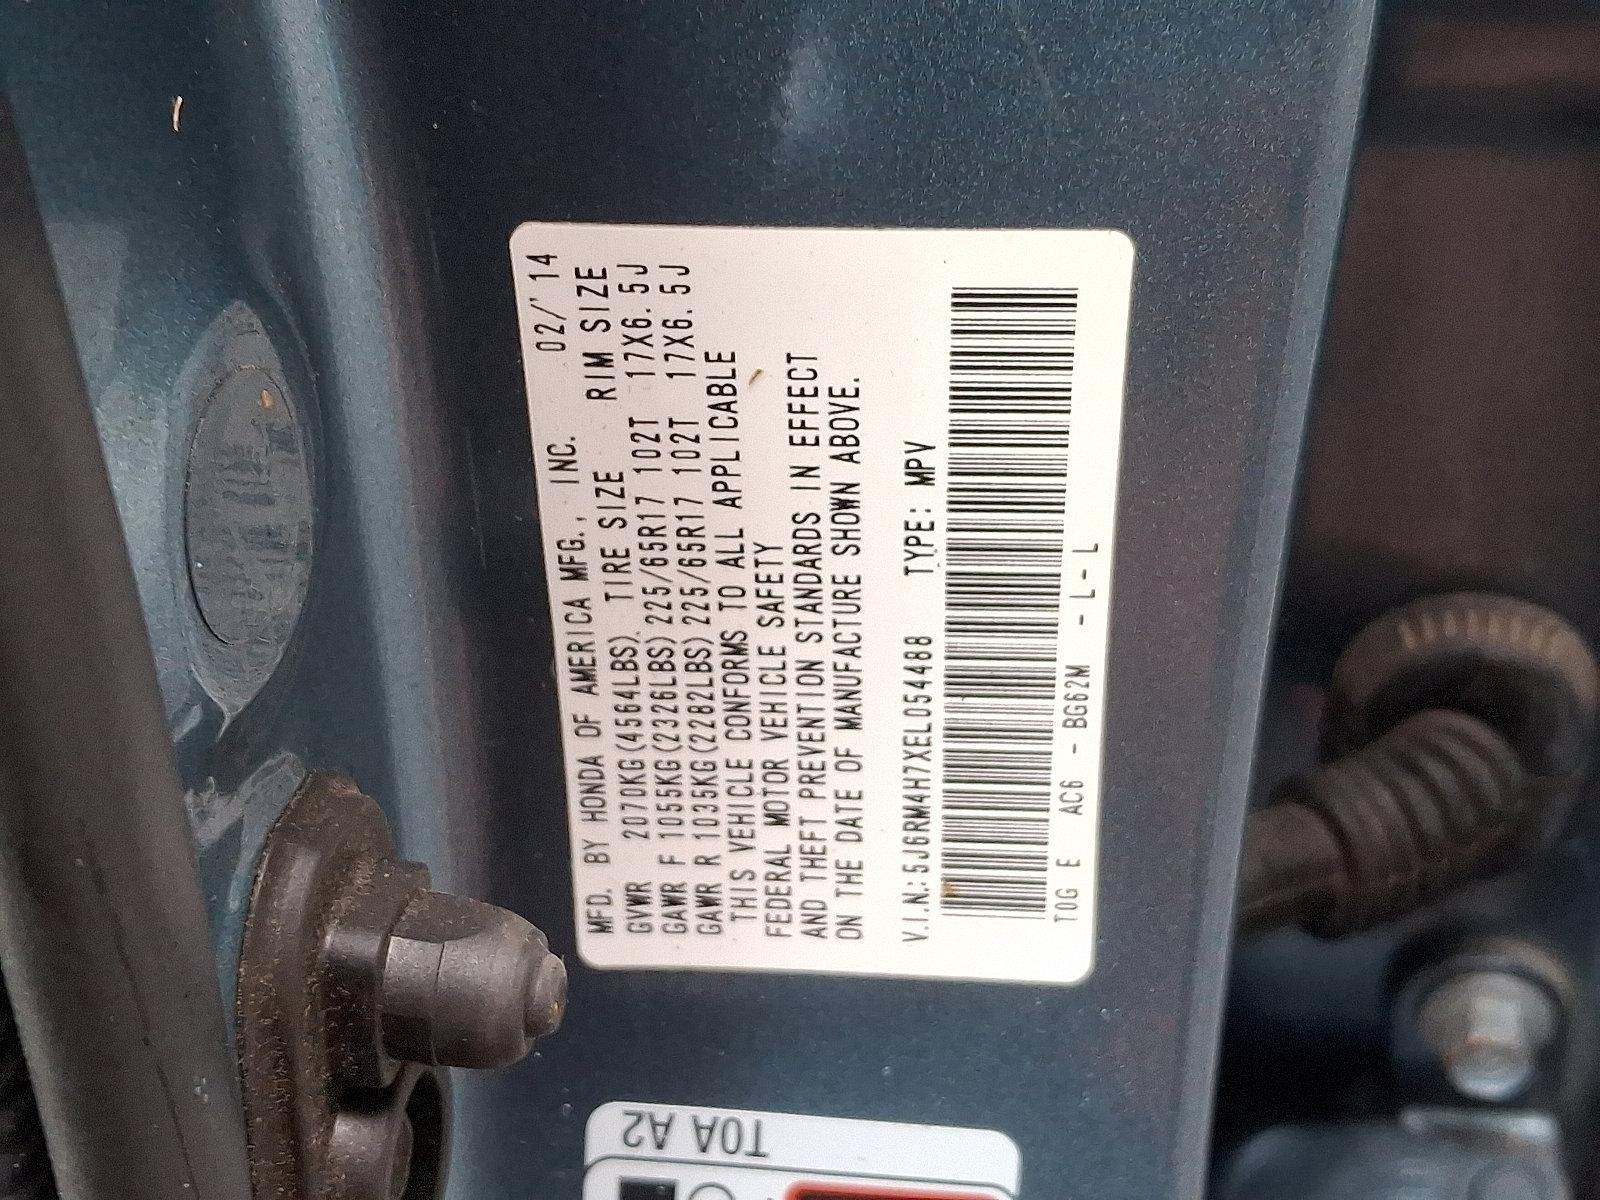 MFD. BY HONDA OF AMERICA MFG., INC. 02/'14
GVWR 2070KG(4564LBS) TIRE SIZE RIM SIZE
GAWR F 1055KG(2326LBS) 225/65R17 102T 17X6.5J
GAWR R 1035KG(2282LBS) 225/65R17 102T 17X6.5J
THIS VEHICLE CONFORMS TO ALL APPLICABLE
FEDERAL MOTOR VEHICLE SAFETY
AND THEFT PREVENTION STANDARDS IN EFFECT
ON THE DATE OF MANUFACTURE SHOWN ABOVE.
V.I.N.: 5J6RM4H7XEL054488 TYPE: MPV
T0G E AC6 - BG62M - L - L
T0A A2